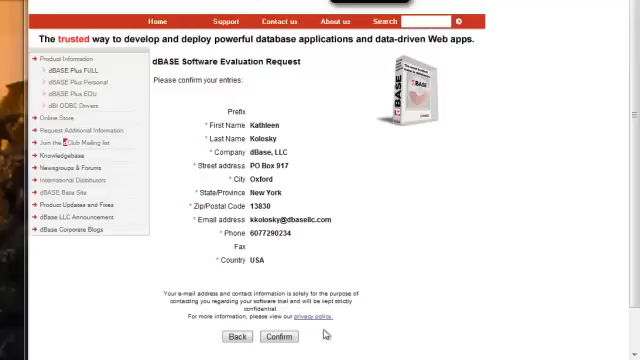 Home Support Contact us About us Search
The trusted way to develop and deploy powerful database applications and data-driven Web apps.
Product Information
dBASE Plus FULL
dBASE Plus Personal
dBASE Plus EDU
dBI ODBC Drivers
Online Store
Request Additional Information
Join the dClub Mailing list
Knowledgebase
Newsgroups & Forums
International Distributors
dBASE Beta Site
Product Updates and Fixes
dBase LLC Announcement
dBase Corporate Blogs
dBASE Software Evaluation Request
Please confirm your entries:
Prefix
* First Name Kathleen
* Last Name Kolosky
* Company dBase, LLC
* Street address PO Box 917
* City Oxford
* State/Province New York
* Zip/Postal Code 13830
* Email address kkolosky@dbasellc.com
* Phone 6077290234
Fax
* Country USA
Your e-mail address and contact information is solely for the purpose of
contacting you regarding your software trial and will be kept strictly
confidential.
For more information, please view our privacy policy.
Back Confirm
dBASE